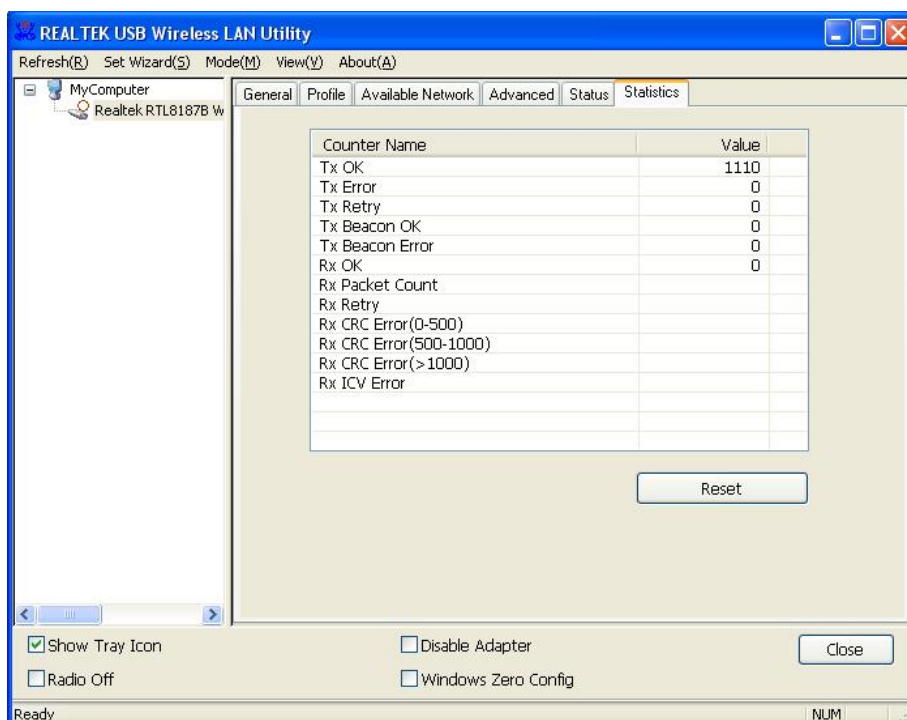 REALTEK USB Wireless LAN Utility
Refresh(R) Set Wizard(S) Mode(M) View(V) About(A)
MyComputer
Realtek RTL8187B W
General Profile Available Network Advanced Status Statistics
Counter Name Value
Tx OK 1110
Tx Error 0
Tx Retry 0
Tx Beacon OK 0
Tx Beacon Error 0
Rx OK 0
Rx Packet Count
Rx Retry
Rx CRC Error(0-500)
Rx CRC Error(500-1000)
Rx CRC Error(>1000)
Rx ICV Error
Reset
Show Tray Icon Disable Adapter Close
Radio Off Windows Zero Config
Ready NUM